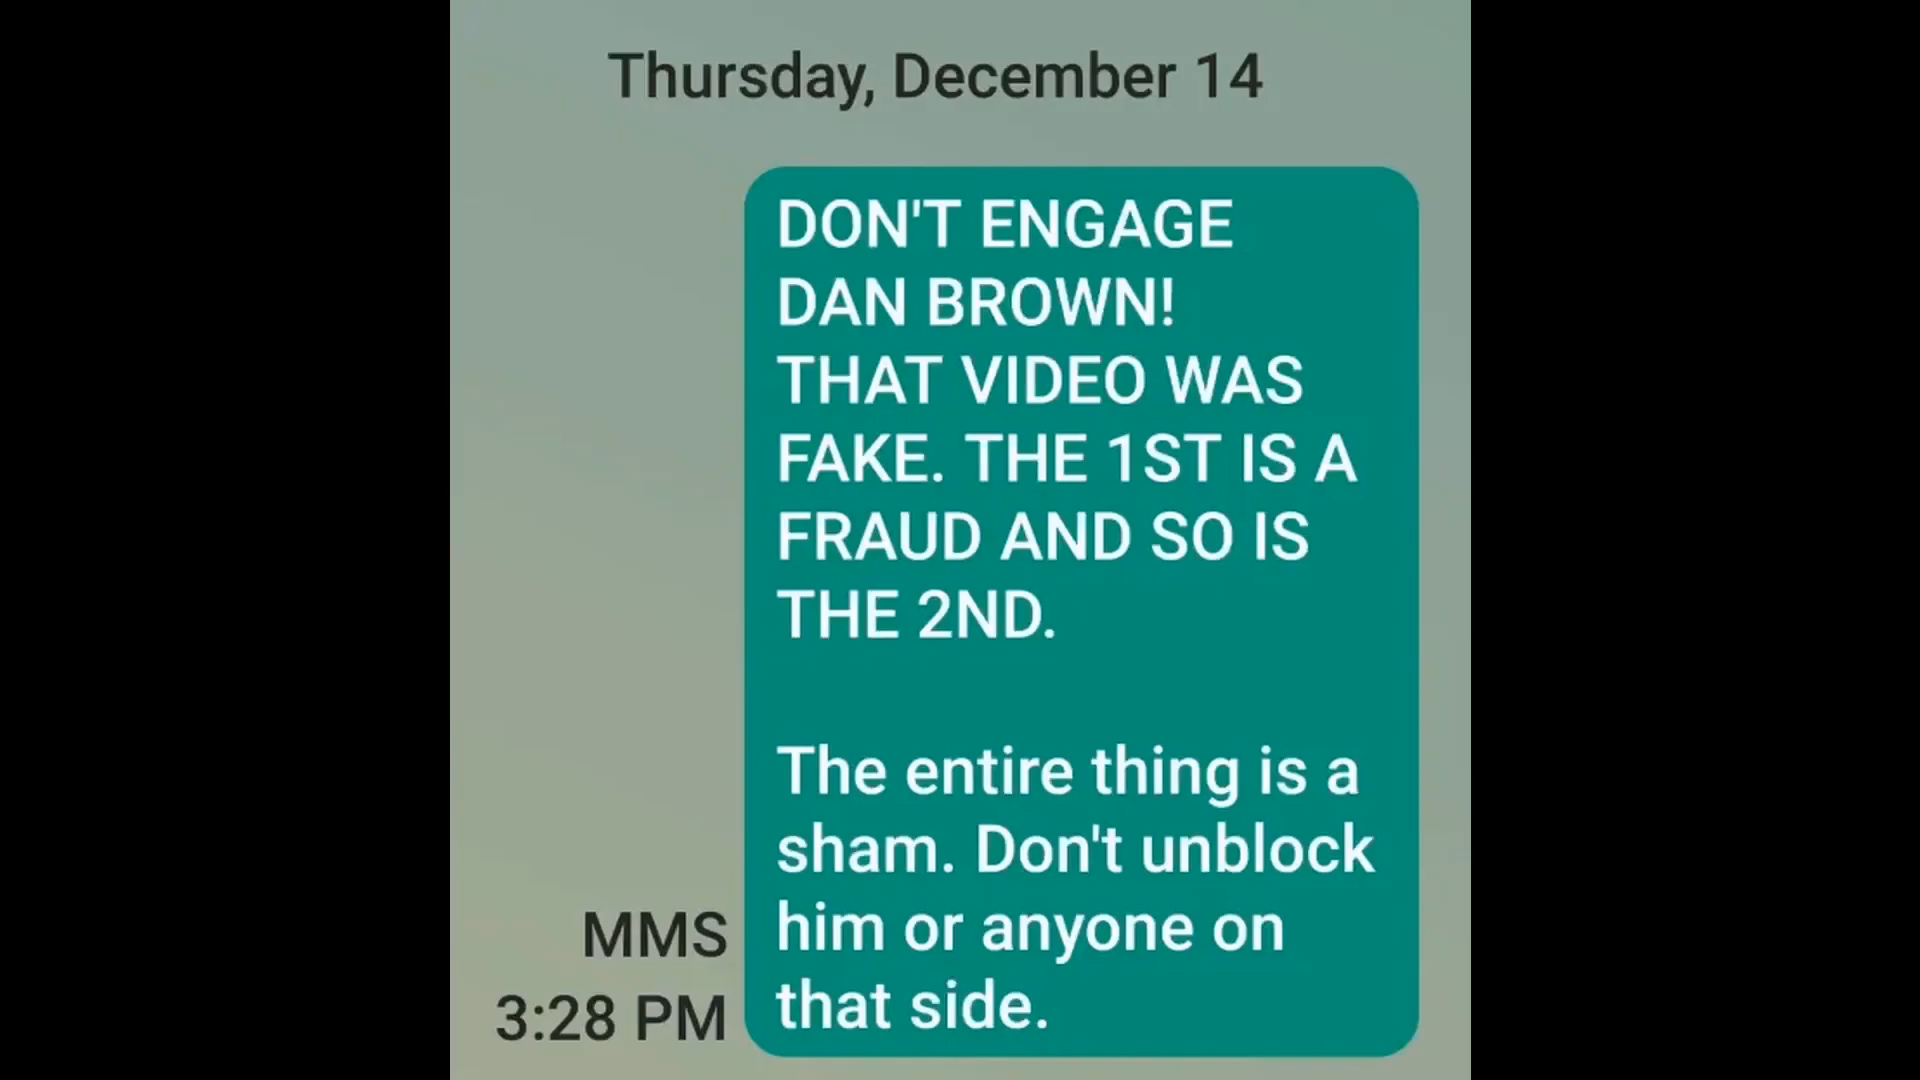 Thursday, December 14
DON'T ENGAGE
DAN BROWN!
THAT VIDEO WAS
FAKE. THE 1ST IS A
FRAUD AND SO IS
THE 2ND.
The entire thing is a
sham. Don't unblock
him or anyone on
that side.
MMS
3:28 PM